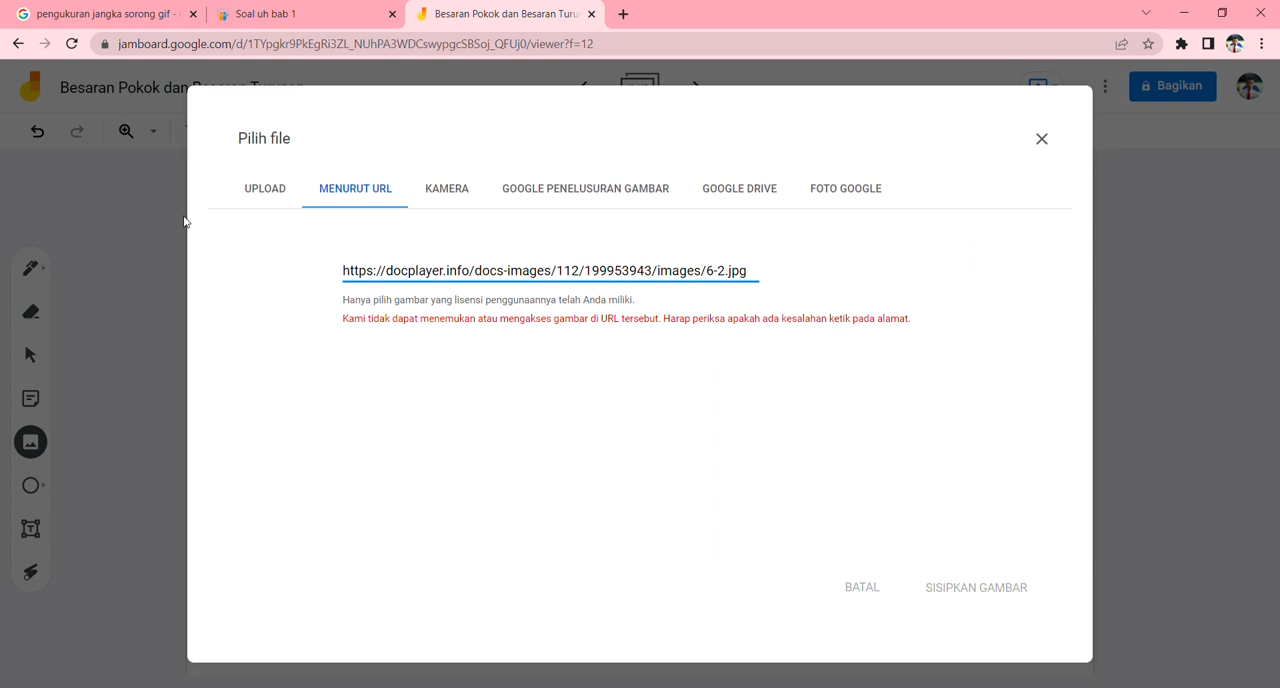 pengukuran jangka sorong gif -
Soal uh bab 1
Besaran Pokok dan Besaran Turu
jamboard.google.com/d/1TYpgkr9PkEgRi3ZL_NUhPA3WDCswypgcSBSoj_QFUj0/viewer?f=12
Besaran Pokok dan
Bagikan
Pilih file
UPLOAD
MENURUT URL
KAMERA
GOOGLE PENELUSURAN GAMBAR
GOOGLE DRIVE
FOTO GOOGLE
https://docplayer.info/docs-images/112/199953943/images/6-2.jpg
Hanya pilih gambar yang lisensi penggunaannya telah Anda miliki.
Kami tidak dapat menemukan atau mengakses gambar di URL tersebut. Harap periksa apakah ada kesalahan ketik pada alamat.
BATAL
SISIPKAN GAMBAR